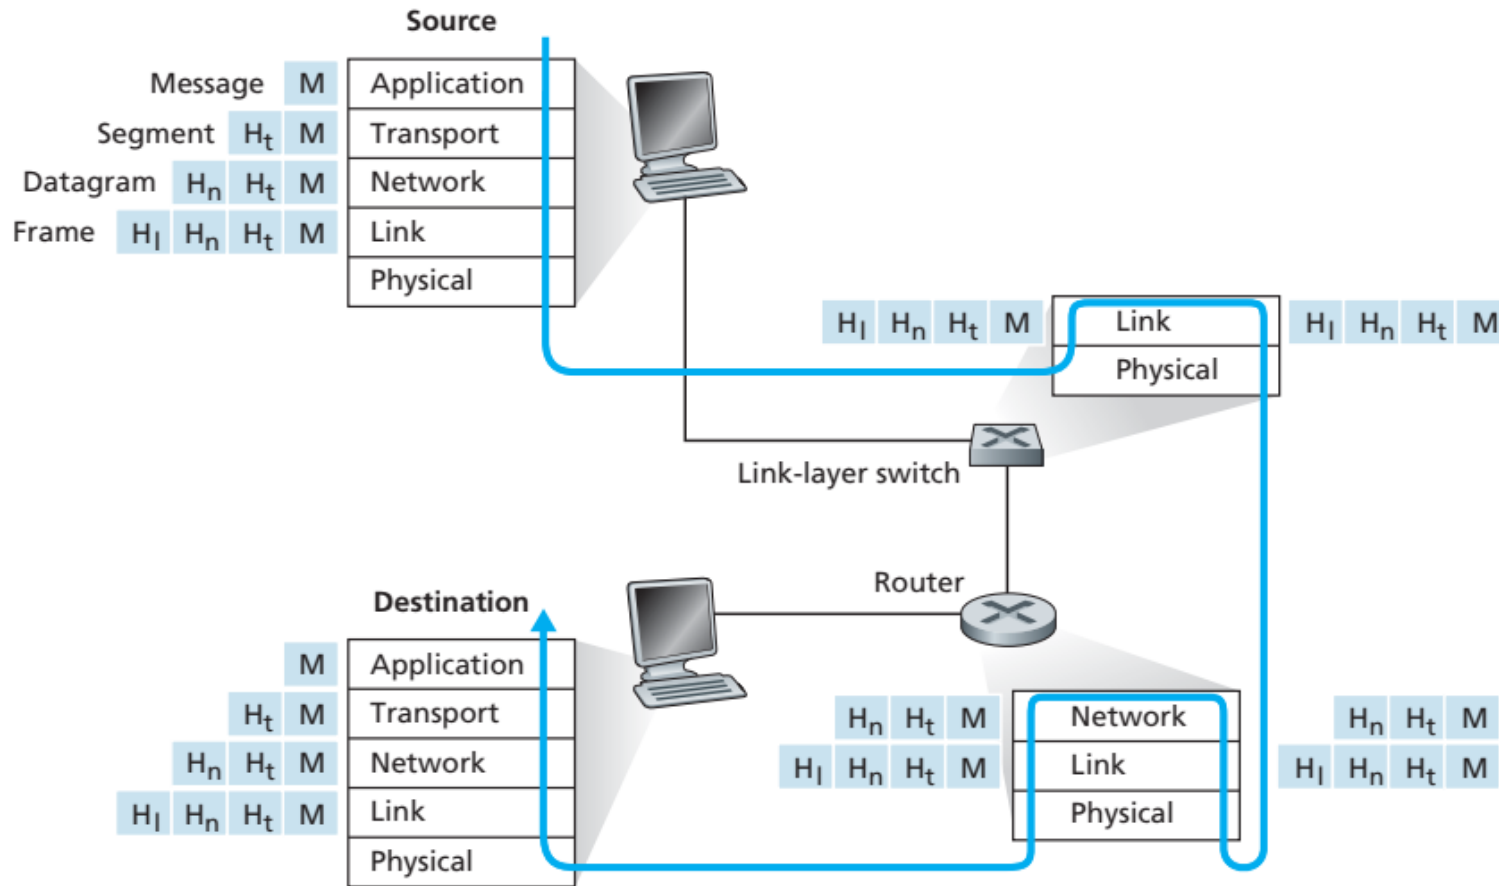 Source
Message M Application
Segment Ht M Transport
Datagram Hn Ht M Network
Frame Hl Hn Ht M Link
Physical
Hl Hn Ht M Link Hl Hn Ht M
Physical
Link-layer switch
Router
Destination
M Application
Ht M Transport
Hn Ht M Network
Hl Hn Ht M Link
Physical
Hn Ht M Network Hn Ht M
Hl Hn Ht M Link Hl Hn Ht M
Physical